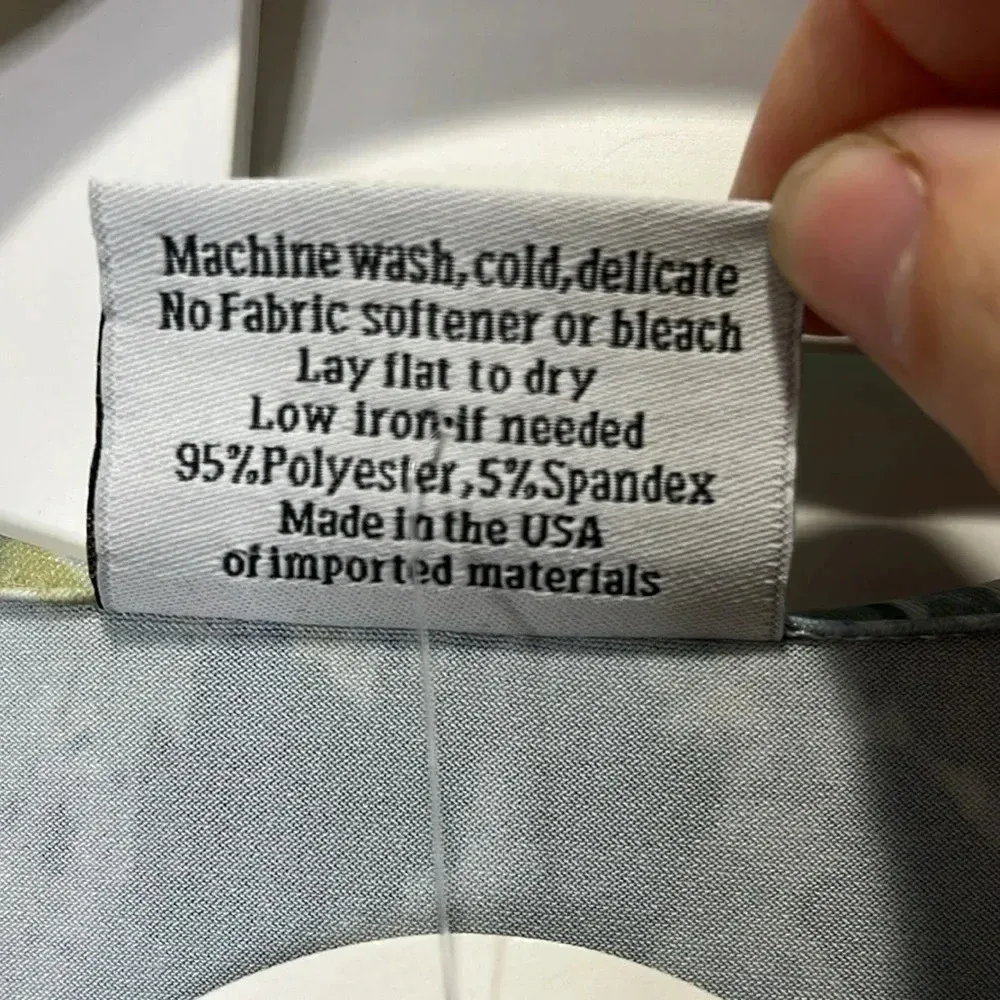 Machine wash, cold, delicate
No Fabric softener or bleach
Lay flat to dry
Low iron if needed
95% Polyester, 5% Spandex
Made in the USA
of imported materials